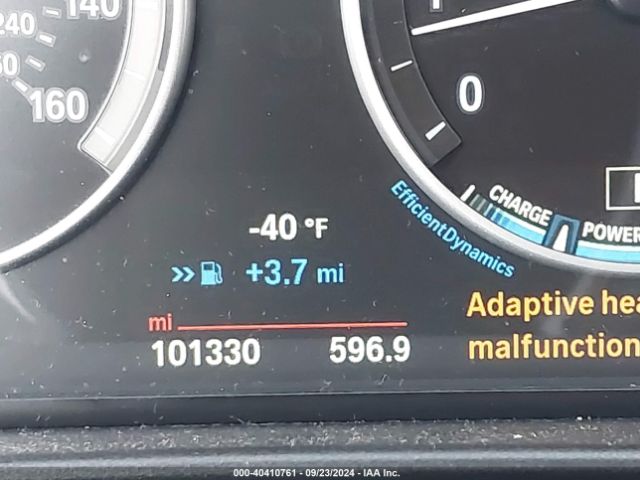 140
240
160
0
-40 °F
>> +3.7 mi
mi
101330 596.9
EfficientDynamics
CHARGE
POWER
Adaptive hea
malfunction
000-40410761 - 09/23/2024 - IAA Inc.